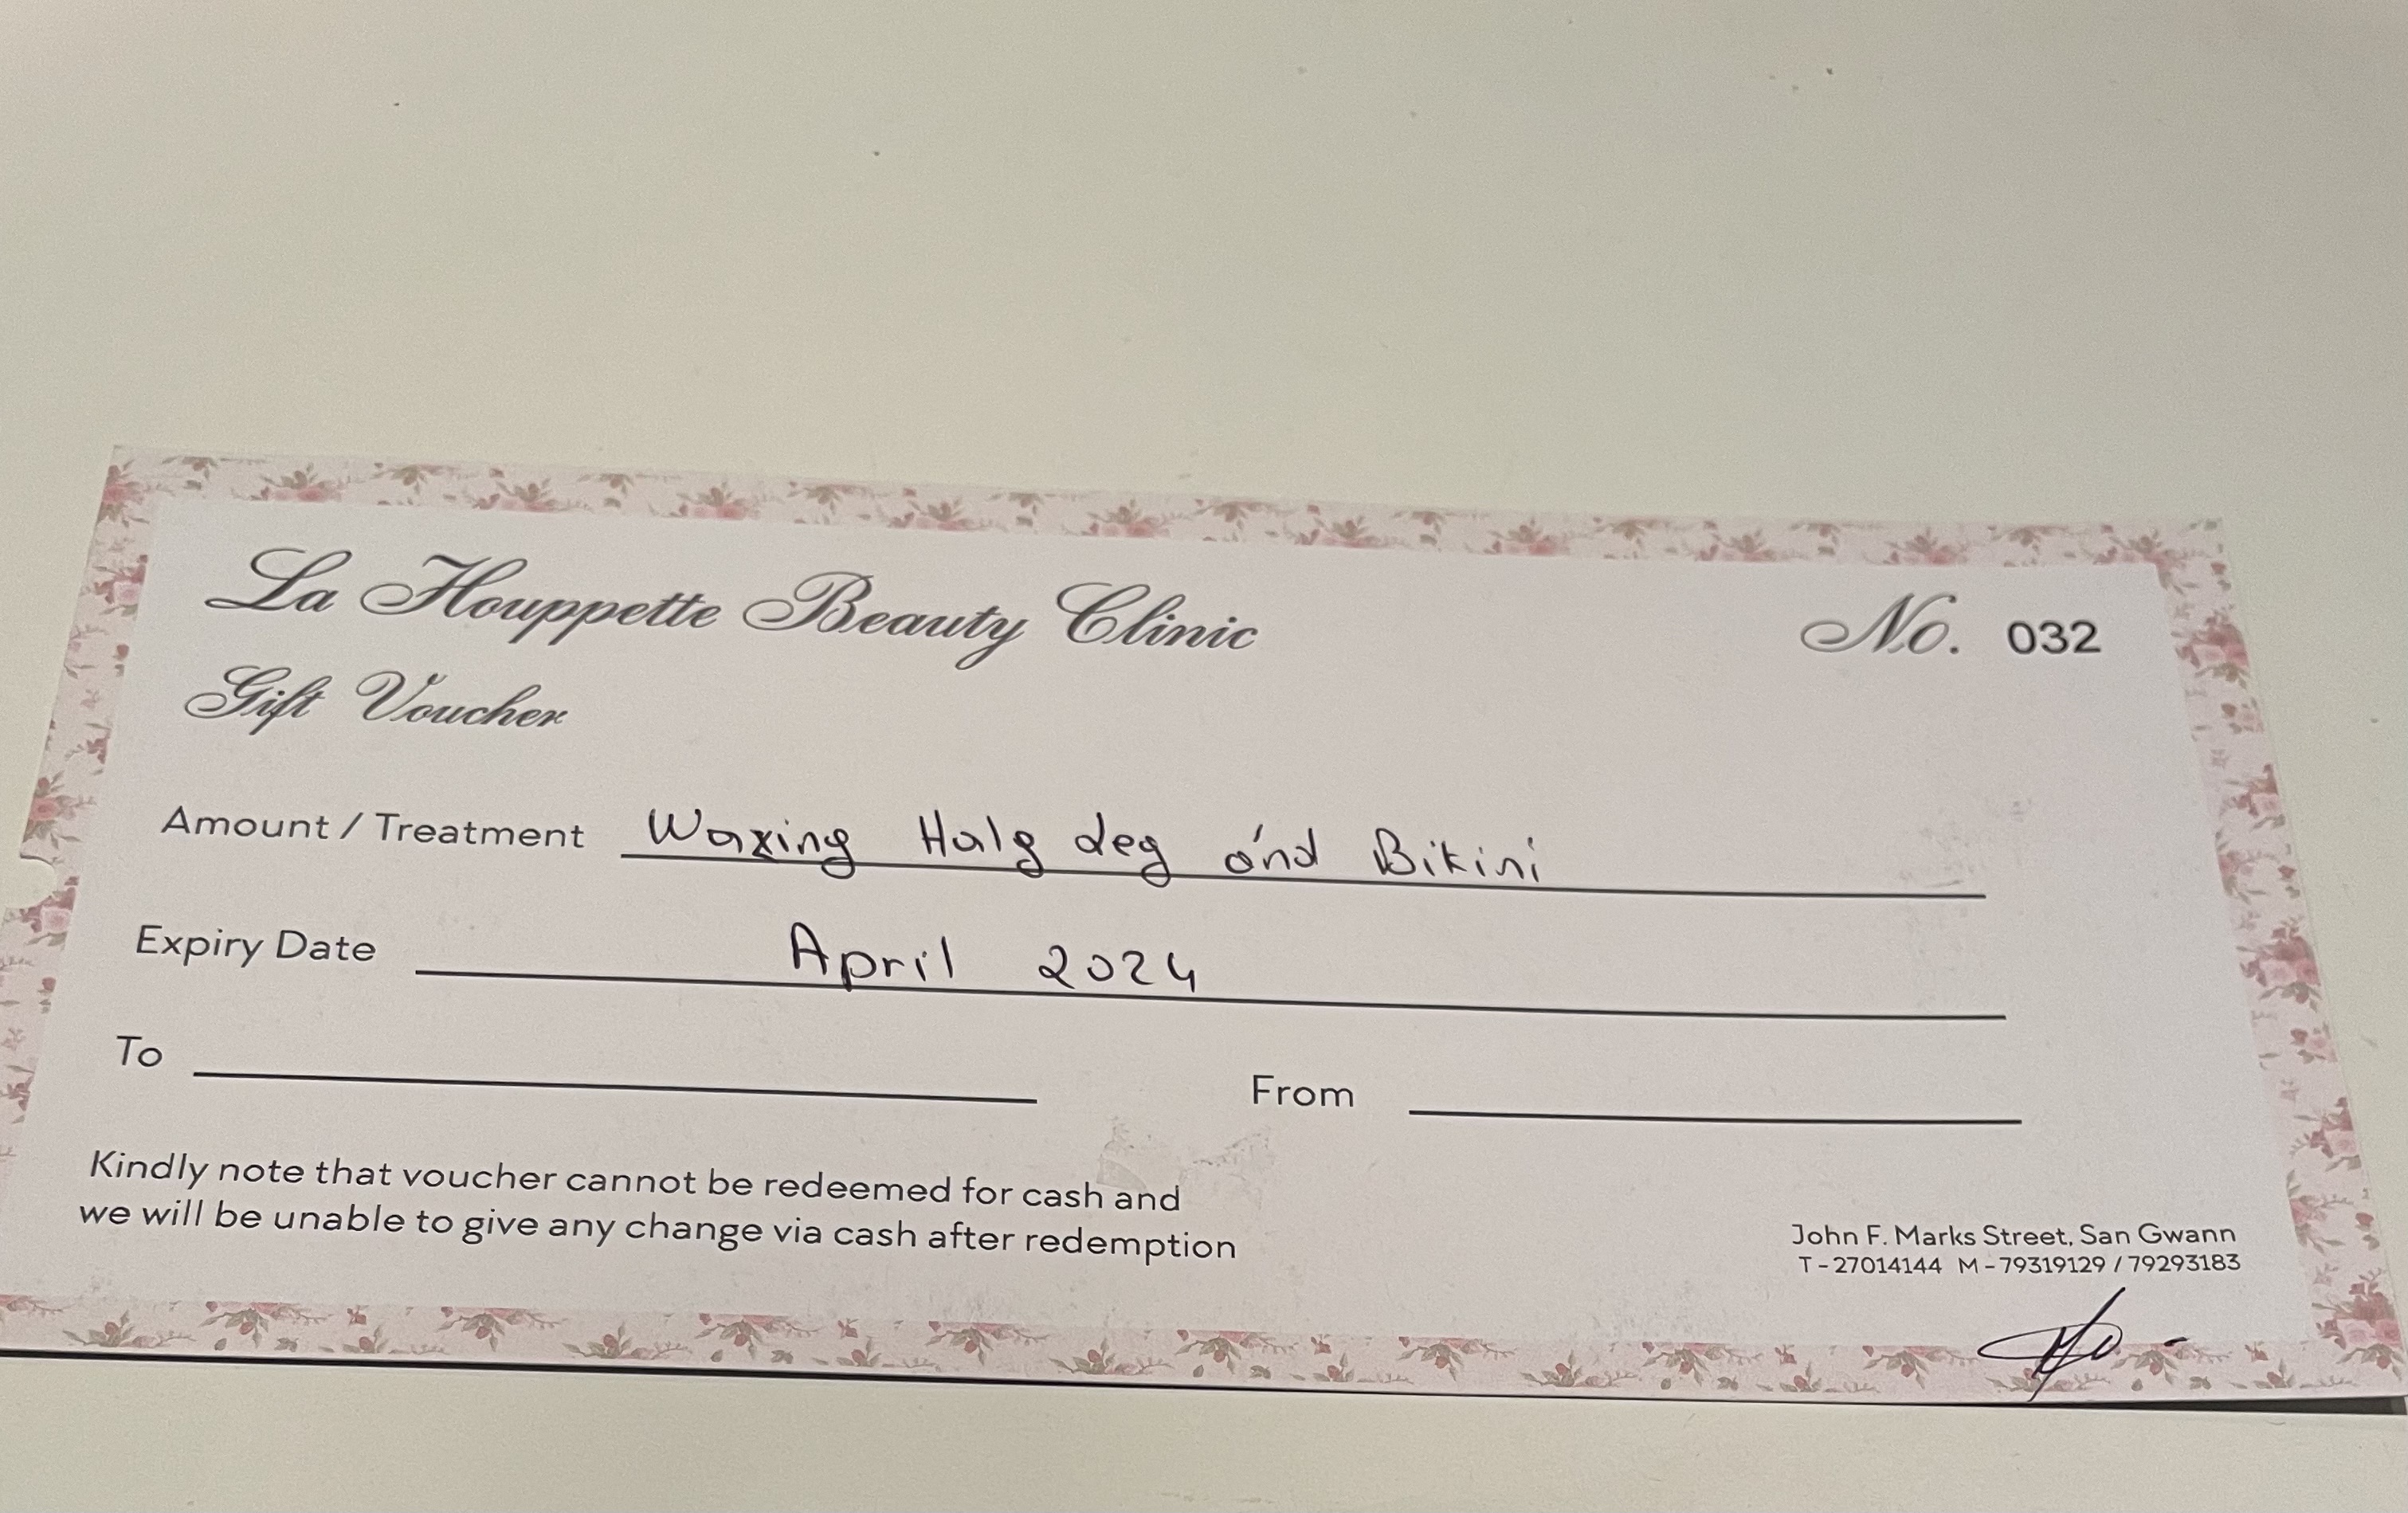 La Houppette Beauty Clinic No. 032
Gift Voucher
Amount / Treatment Waxing Half Leg and Bikini
Expiry Date April 2024
To From
Kindly note that voucher cannot be redeemed for cash and
we will be unable to give any change via cash after redemption
John F. Marks Street, San Gwann
T - 27014144 M - 79319129 / 79293183